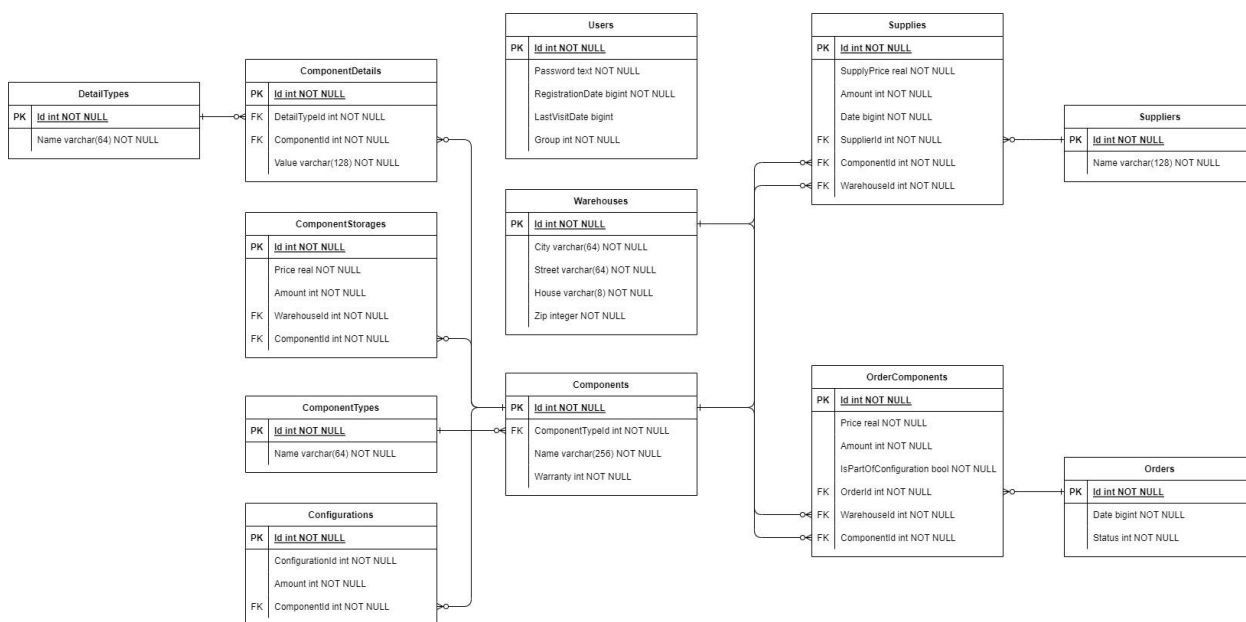 DetailTypes
PK Id int NOT NULL
Name varchar(64) NOT NULL
ComponentDetails
PK Id int NOT NULL
FK DetailTypeId int NOT NULL
FK ComponentId int NOT NULL
Value varchar(128) NOT NULL
ComponentStorages
PK Id int NOT NULL
Price real NOT NULL
Amount int NOT NULL
FK WarehouseId int NOT NULL
FK ComponentId int NOT NULL
ComponentTypes
PK Id int NOT NULL
Name varchar(64) NOT NULL
Configurations
PK Id int NOT NULL
ConfigurationId int NOT NULL
Amount int NOT NULL
FK ComponentId int NOT NULL
Users
PK Id int NOT NULL
Password text NOT NULL
RegistrationDate bigint NOT NULL
LastVisitDate bigint
Group int NOT NULL
Warehouses
PK Id int NOT NULL
City varchar(64) NOT NULL
Street varchar(64) NOT NULL
House varchar(8) NOT NULL
Zip integer NOT NULL
Components
PK Id int NOT NULL
FK ComponentTypeId int NOT NULL
Name varchar(256) NOT NULL
Warranty int NOT NULL
Supplies
PK Id int NOT NULL
SupplyPrice real NOT NULL
Amount int NOT NULL
Date bigint NOT NULL
FK SupplierId int NOT NULL
FK ComponentId int NOT NULL
FK WarehouseId int NOT NULL
OrderComponents
PK Id int NOT NULL
Price real NOT NULL
Amount int NOT NULL
IsPartOfConfiguration bool NOT NULL
FK OrderId int NOT NULL
FK WarehouseId int NOT NULL
FK ComponentId int NOT NULL
Suppliers
PK Id int NOT NULL
Name varchar(128) NOT NULL
Orders
PK Id int NOT NULL
Date bigint NOT NULL
Status int NOT NULL